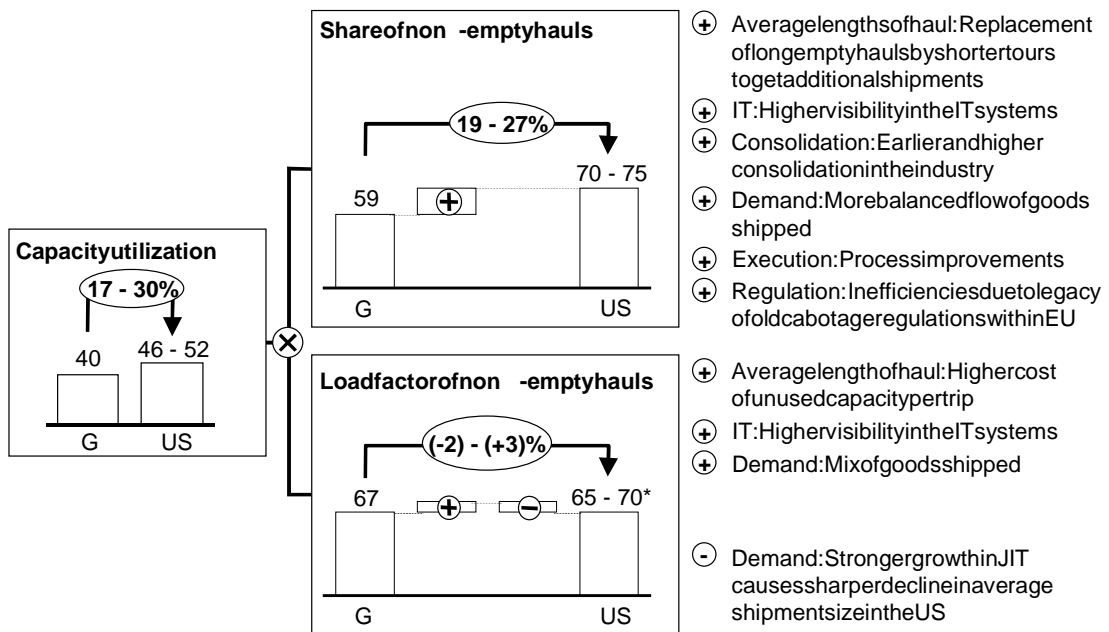 Capacityutilization
17 - 30%
40
46 - 52
G
US
×
Shareofnon -emptyhauls
19 - 27%
59
+
70 - 75
G
US
+ Averagelengthsofhaul:Replacement
oflongemptyhaulsbyshortertours
togetadditionalshipments
+ IT:HighervisibilityintheITsystems
+ Consolidation:Earlierandhigher
consolidationintheindustry
+ Demand:Morebalancedflowofgoods
shipped
+ Execution:Processimprovements
+ Regulation:Inefficienciesduetolegacy
ofoldcabotageregulationswithinEU
Loadfactorofnon -emptyhauls
(-2) - (+3)%
67
+
−
65 - 70*
G
US
+ Averagelengthofhaul:Highercost
ofunusedcapacitypertrip
+ IT:HighervisibilityintheITsystems
+ Demand:Mixofgoodsshipped
- Demand:StrongergrowthinJIT
causessharperdeclineinaverage
shipmentsizeintheUS